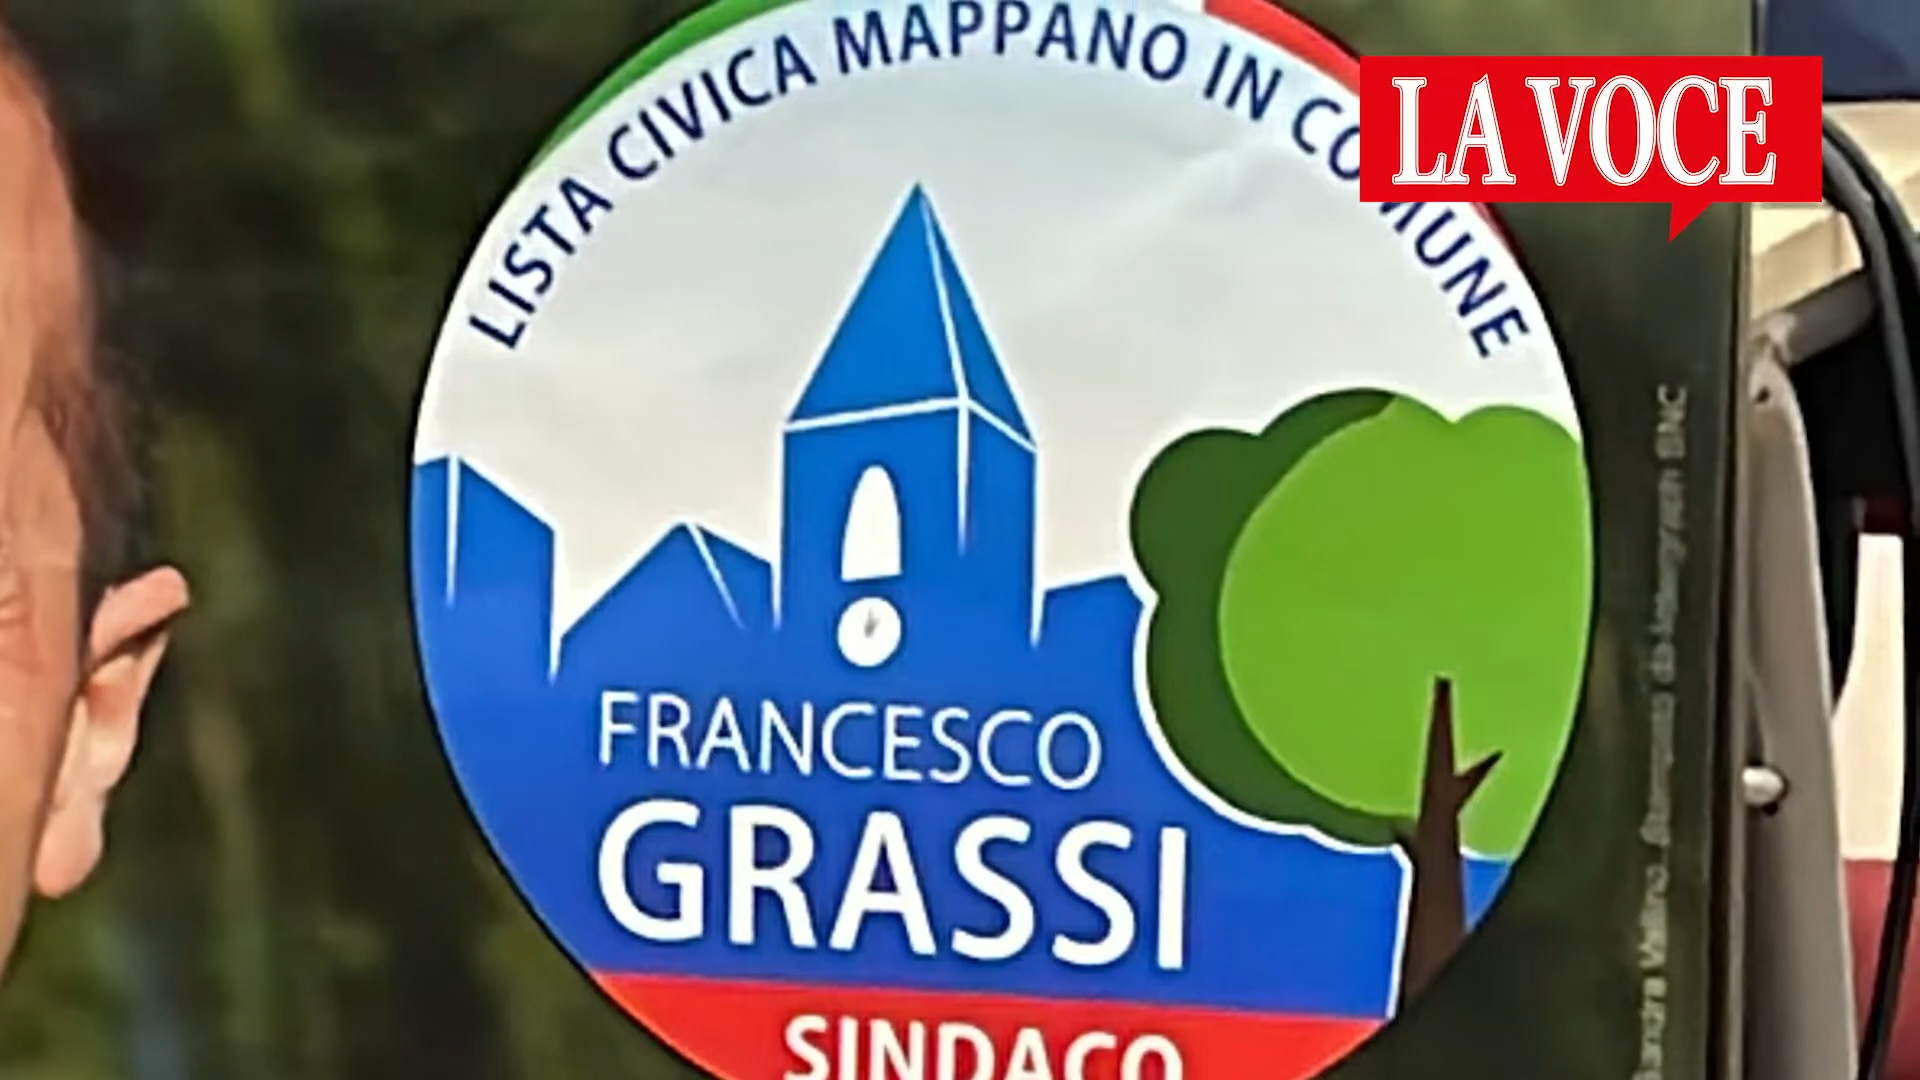 LISTA CIVICA MAPPANO IN COMUNE
LA VOCE
FRANCESCO
GRASSI
SINDACO